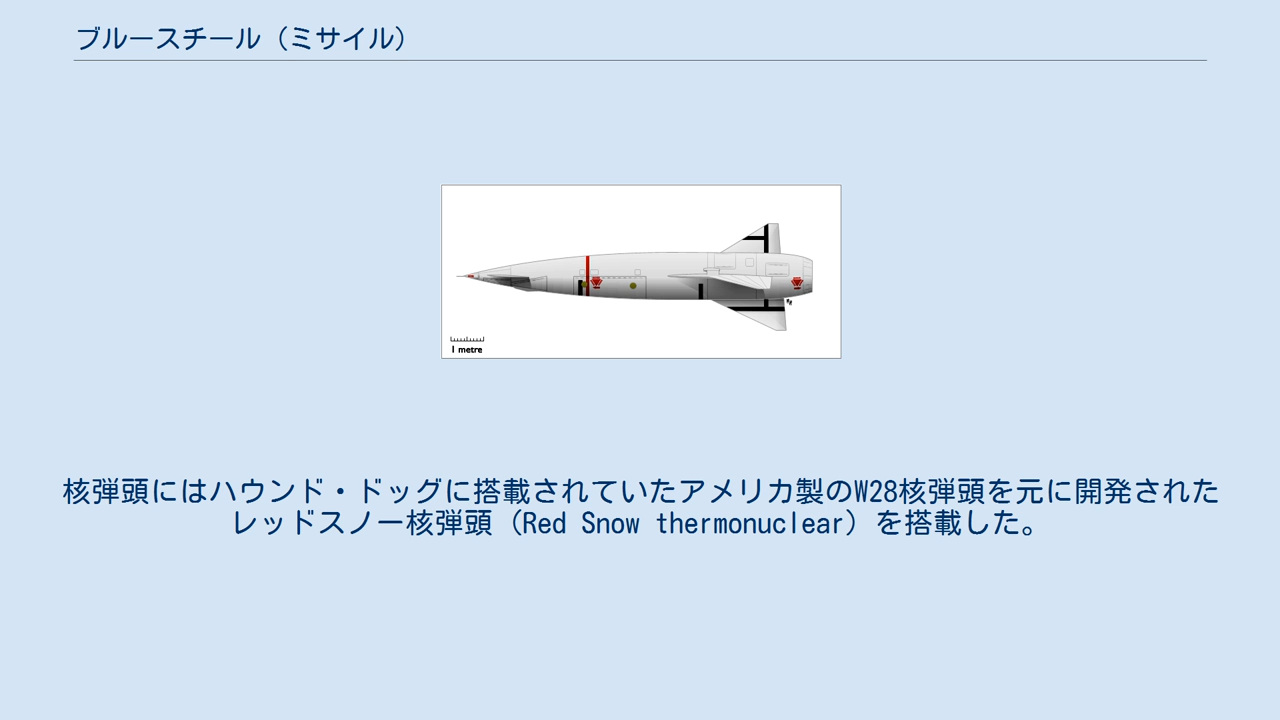 ブルースチール（ミサイル）
1 metre
核弾頭にはハウンド・ドッグに搭載されていたアメリカ製のW28核弾頭を元に開発された
レッドスノー核弾頭（Red Snow thermonuclear）を搭載した。